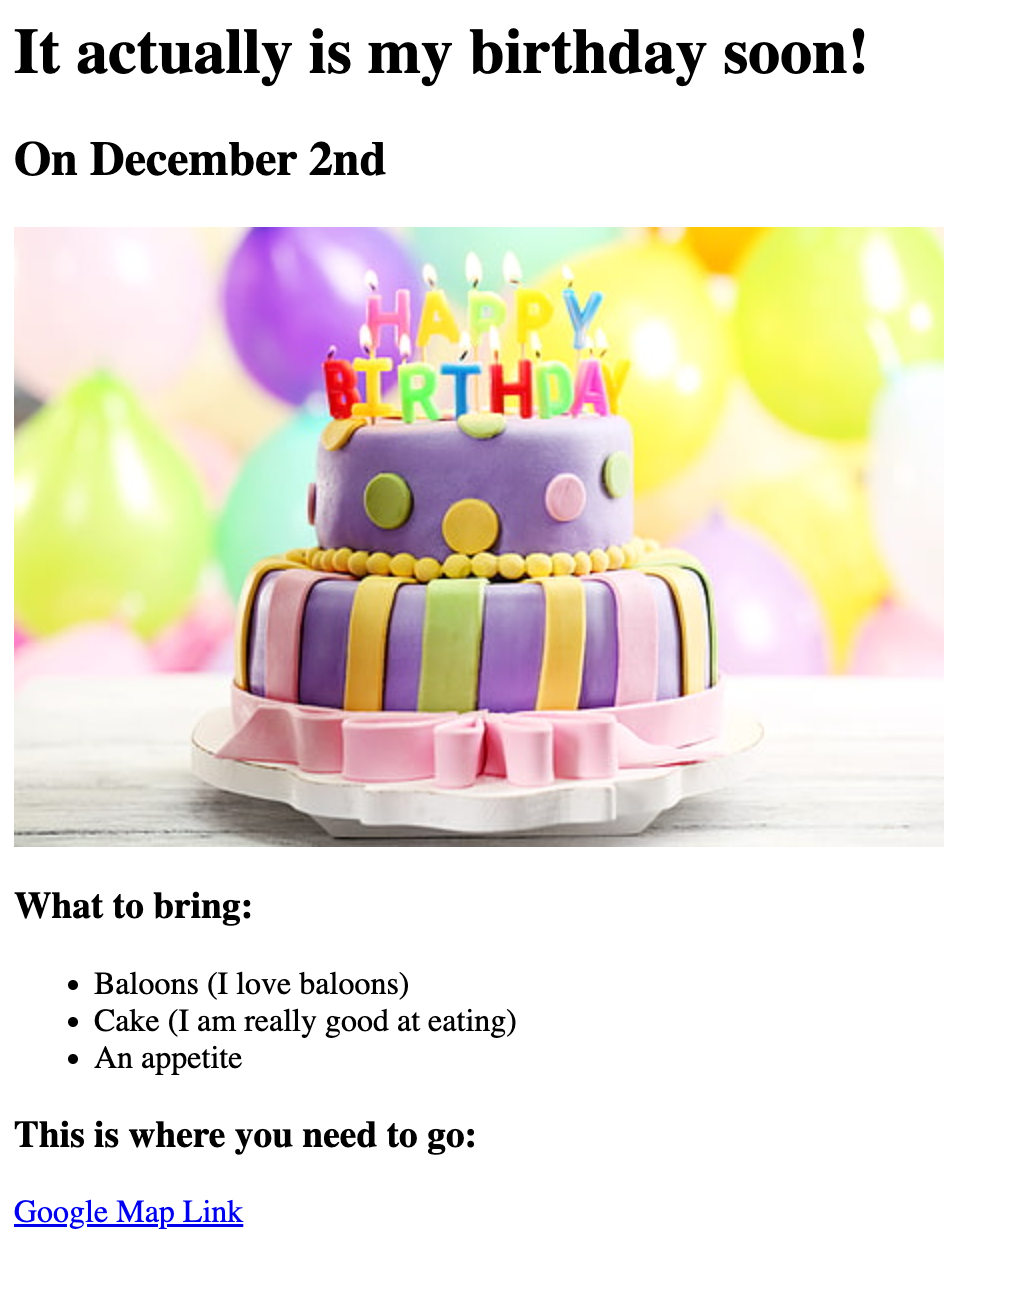 It actually is my birthday soon!
On December 2nd
HAPPY
BIRTHDAY
What to bring:
Baloons (I love baloons)
Cake (I am really good at eating)
An appetite
This is where you need to go:
Google Map Link